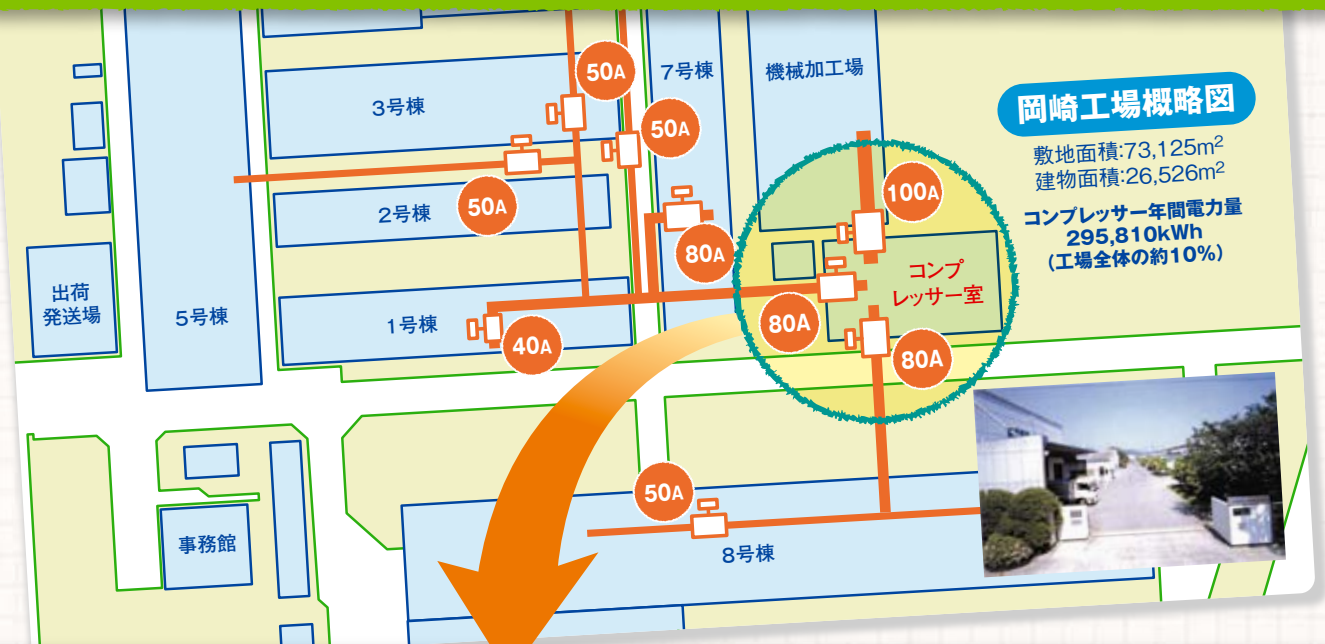 岡崎工場概略図
敷地面積:73,125m²
建物面積:26,526m²
コンプレッサー年間電力量
295,810kWh
(工場全体の約10%)
50A
7号棟
機械加工場
3号棟
50A
100A
2号棟
50A
80A
コンプ
レッサー室
出荷
発送場
5号棟
1号棟
40A
80A
80A
50A
事務館
8号棟